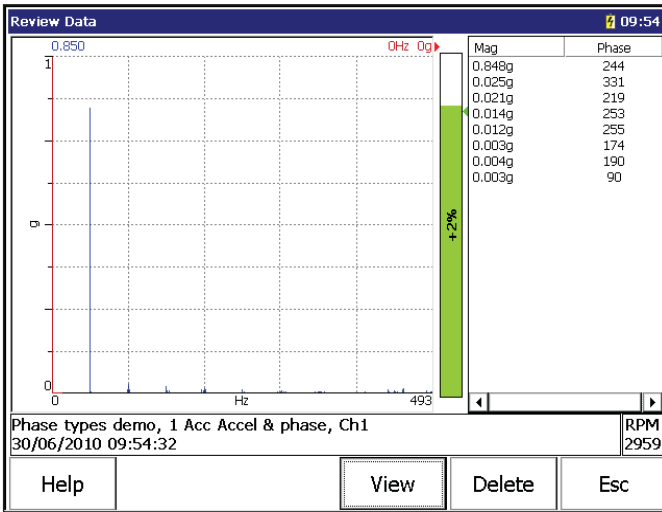 Review Data 09:54
0.850 0Hz 0g
1
g
0
0 Hz 493
+2%
Mag Phase
0.848g 244
0.025g 331
0.021g 219
0.014g 253
0.012g 255
0.003g 174
0.004g 190
0.003g 90
Phase types demo, 1 Acc Accel & phase, Ch1 RPM
30/06/2010 09:54:32 2959
Help View Delete Esc